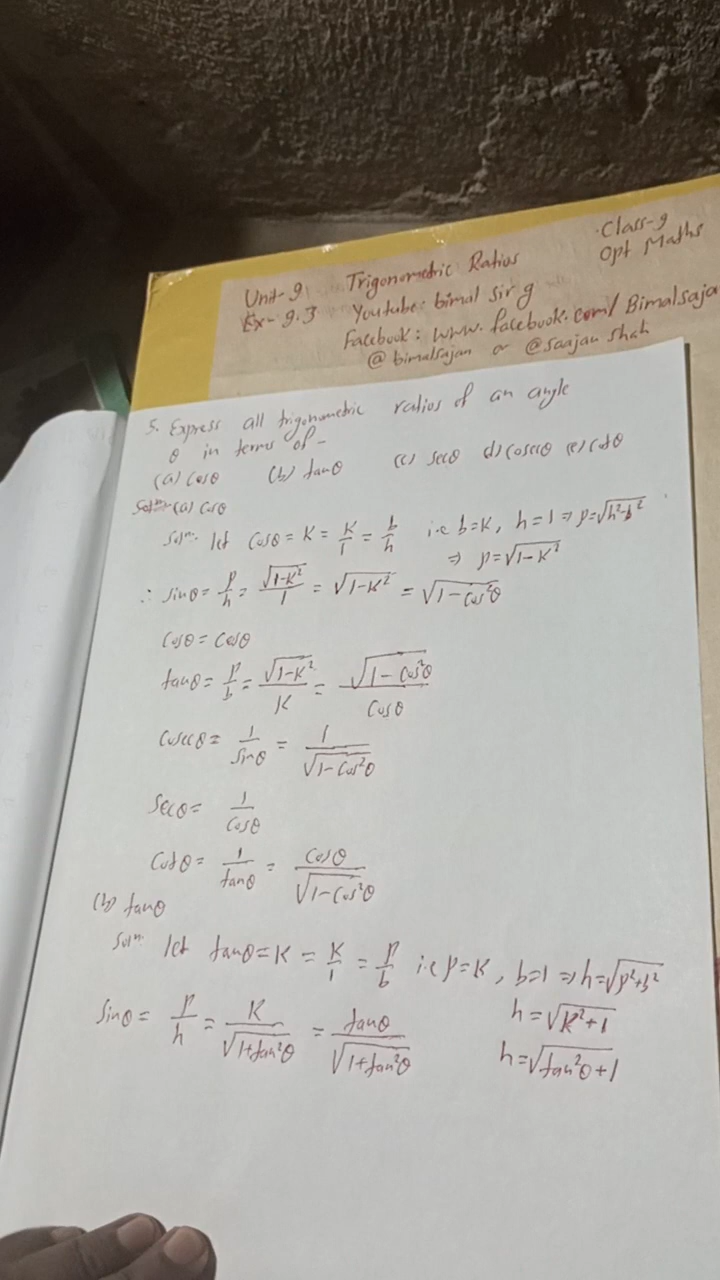 Class-9
Opt Maths
Unit-9 Trigonometric Ratios
Ex-9.3 Youtube: bimal sir g
Facebook: www.facebook.com/Bimalsaja
@bimalsajan or @saajan shah
5. Express all trigonometric ratios of an angle
θ in terms of -
(a) Cosθ (b) tanθ (c) secθ d) Cosecθ (e) Cotθ
Solⁿ:- (a) Cosθ
Solⁿ: let Cosθ = K = K/1 = b/h i.e b=K, h=1 ⇒ p=√h²-b²
⇒ p=√1-K²
∴ sinθ = p/h = √1-K²/1 = √1-K² = √1-Cos²θ
Cosθ = Cosθ
tanθ = p/b = √1-K²/K = √1-Cos²θ/Cosθ
Cosecθ = 1/Sinθ = 1/√1-Cos²θ
Secθ = 1/Cosθ
Cotθ = 1/tanθ = Cosθ/√1-Cos²θ
(b) tanθ
Solⁿ: let tanθ = K = K/1 = p/b i.e p=K, b=1 ⇒ h=√p²+b²
h=√K²+1
Sinθ = p/h = K/√1+tan²θ = tanθ/√1+tan²θ
h=√tan²θ+1